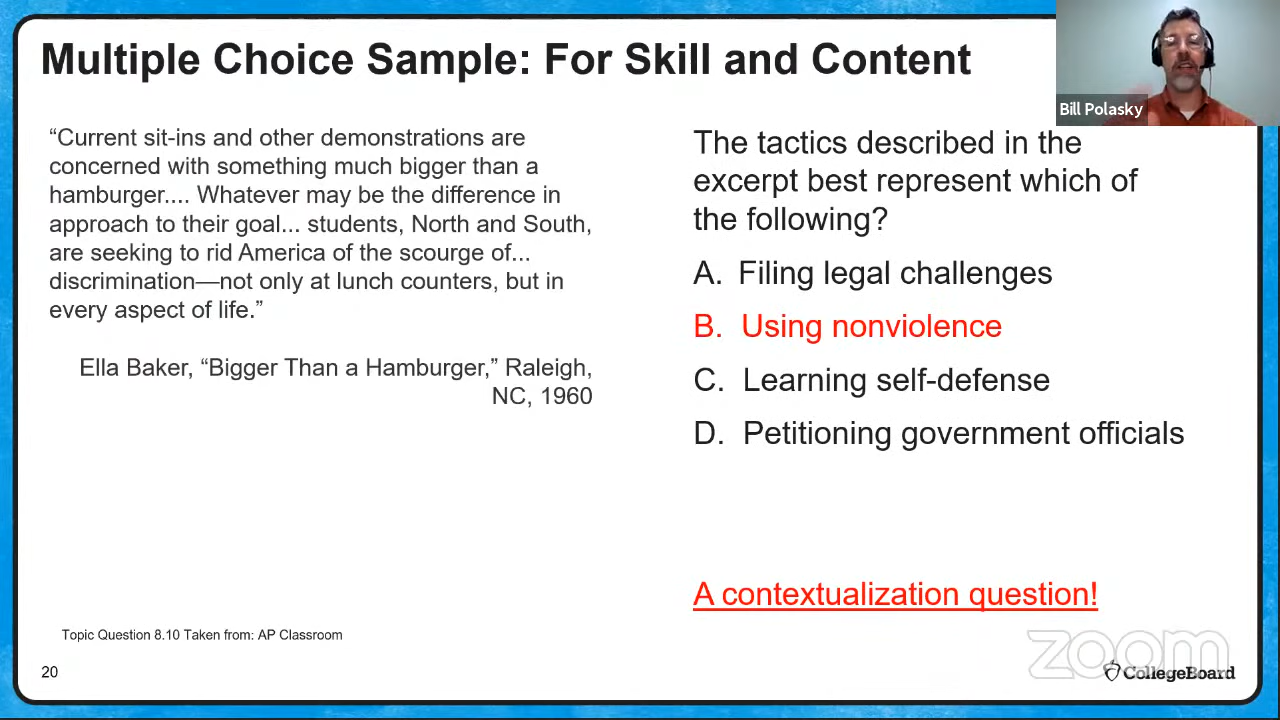 Multiple Choice Sample: For Skill and Content
Bill Polasky
“Current sit-ins and other demonstrations are
concerned with something much bigger than a
hamburger.... Whatever may be the difference in
approach to their goal... students, North and South,
are seeking to rid America of the scourge of...
discrimination—not only at lunch counters, but in
every aspect of life.”
Ella Baker, “Bigger Than a Hamburger,” Raleigh,
NC, 1960
The tactics described in the
excerpt best represent which of
the following?
A. Filing legal challenges
B. Using nonviolence
C. Learning self-defense
D. Petitioning government officials
A contextualization question!
Topic Question 8.10 Taken from: AP Classroom
20
zoom
CollegeBoard